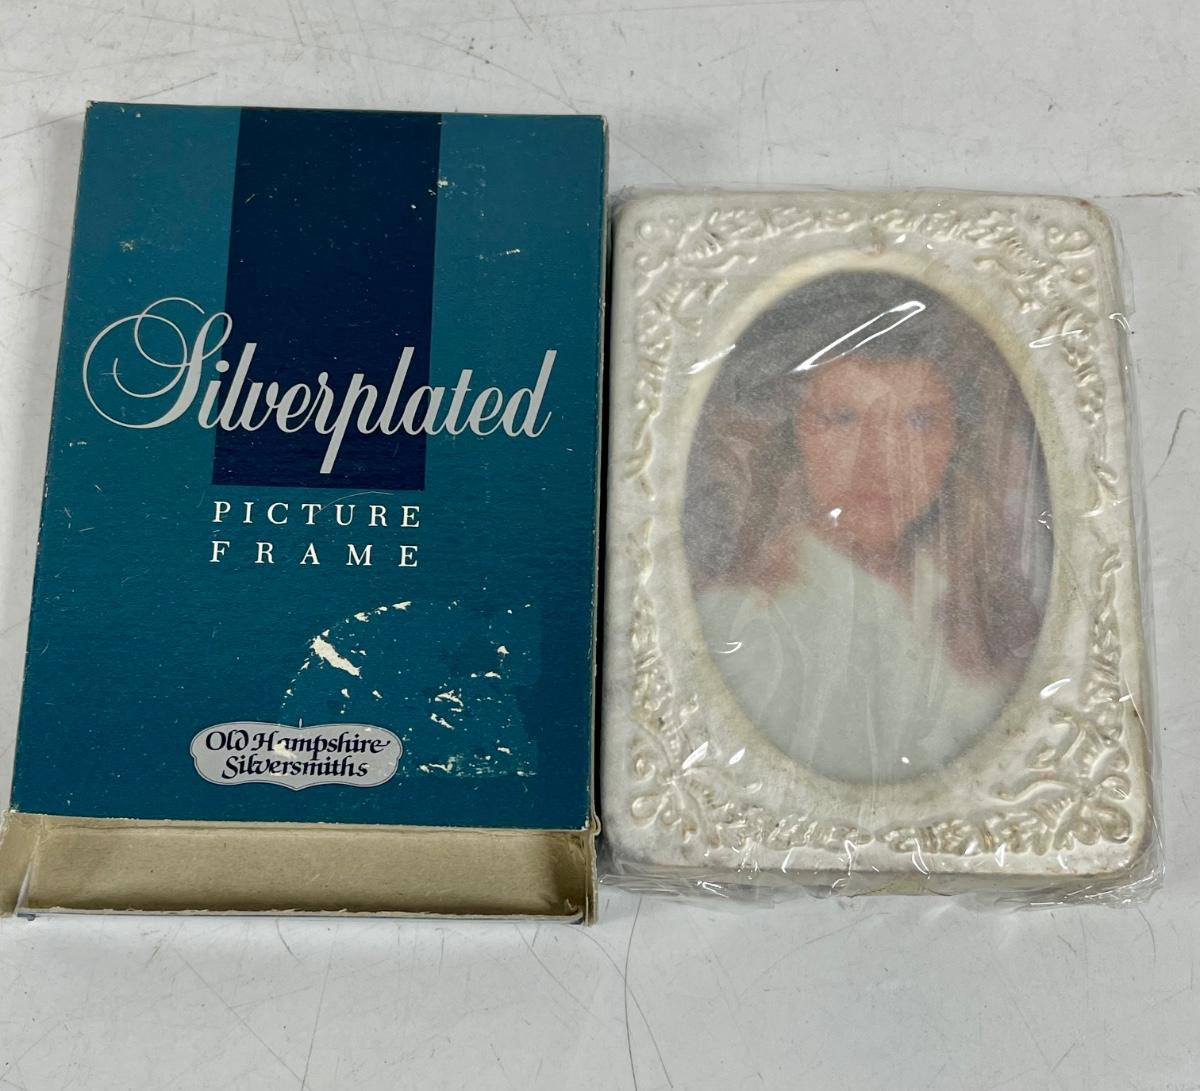 Silverplated
PICTURE
FRAME
Old Hampshire
Silversmiths